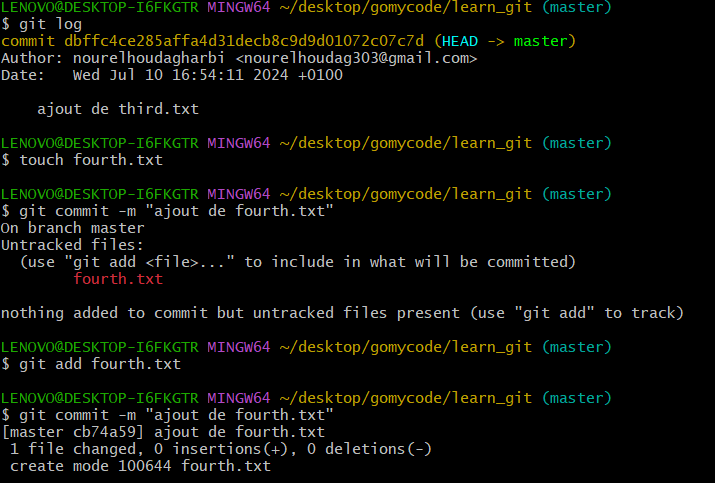 LENOVO@DESKTOP-I6FKGTR MINGW64 ~/desktop/gomycode/learn_git (master)
$ git log
commit dbffc4ce285affa4d31decb8c9d9d01072c07c7d (HEAD -> master)
Author: nourelhoudagharbi <nourelhoudag303@gmail.com>
Date:   Wed Jul 10 16:54:11 2024 +0100

    ajout de third.txt

LENOVO@DESKTOP-I6FKGTR MINGW64 ~/desktop/gomycode/learn_git (master)
$ touch fourth.txt

LENOVO@DESKTOP-I6FKGTR MINGW64 ~/desktop/gomycode/learn_git (master)
$ git commit -m "ajout de fourth.txt"
On branch master
Untracked files:
  (use "git add <file>..." to include in what will be committed)
        fourth.txt

nothing added to commit but untracked files present (use "git add" to track)

LENOVO@DESKTOP-I6FKGTR MINGW64 ~/desktop/gomycode/learn_git (master)
$ git add fourth.txt

LENOVO@DESKTOP-I6FKGTR MINGW64 ~/desktop/gomycode/learn_git (master)
$ git commit -m "ajout de fourth.txt"
[master cb74a59] ajout de fourth.txt
 1 file changed, 0 insertions(+), 0 deletions(-)
 create mode 100644 fourth.txt